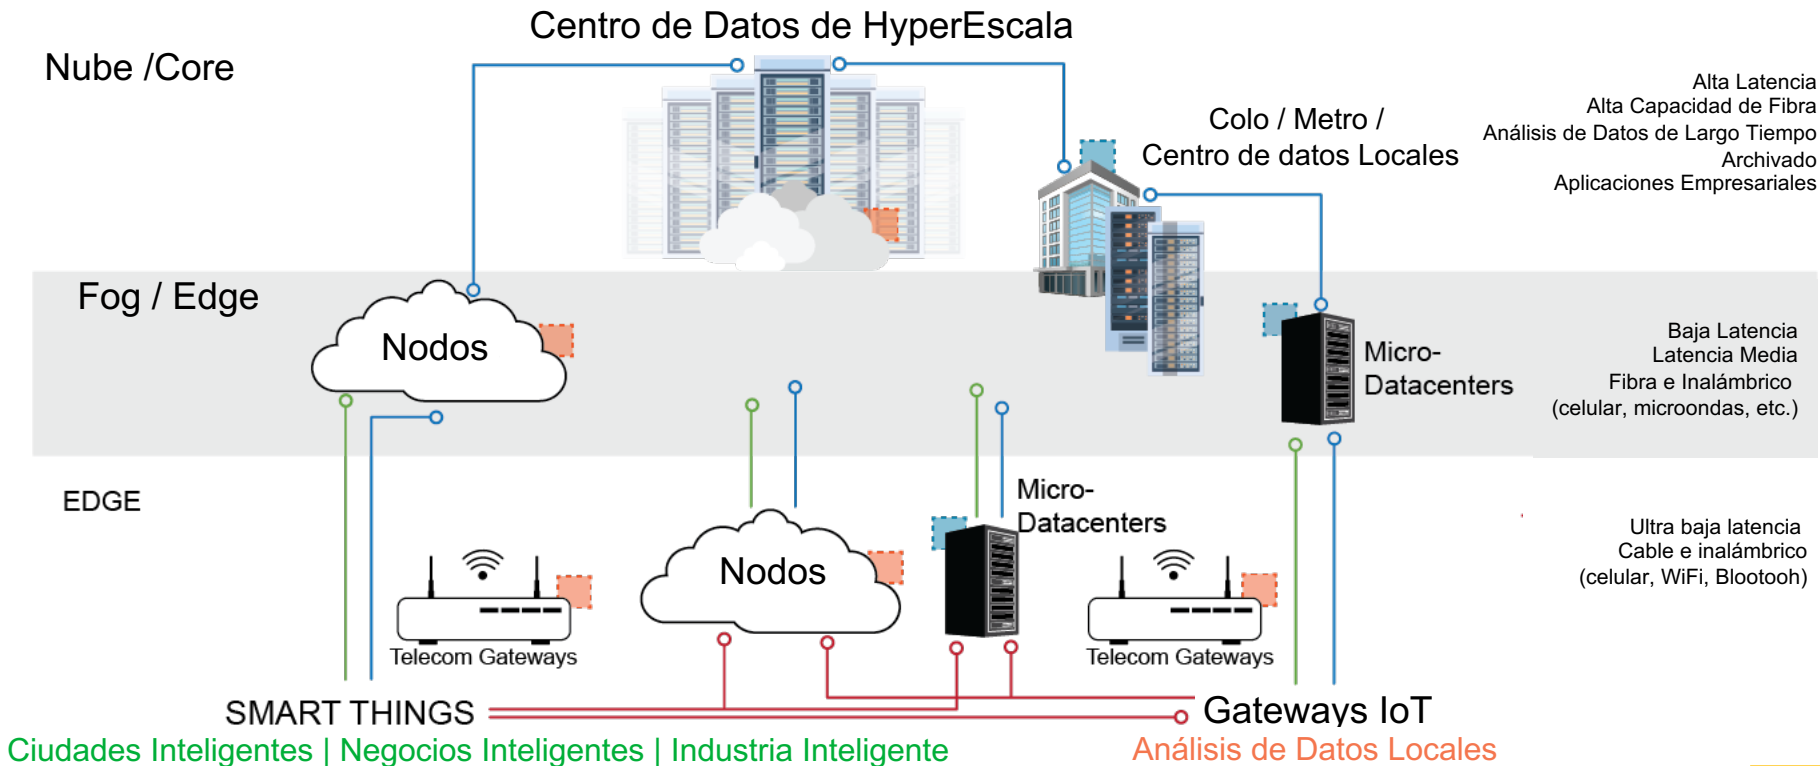 Centro de Datos de HyperEscala
Nube /Core
Alta Latencia
Alta Capacidad de Fibra
Análisis de Datos de Largo Tiempo
Archivado
Aplicaciones Empresariales
Colo / Metro /
Centro de datos Locales
Fog / Edge
Nodos
Micro-
Datacenters
Baja Latencia
Latencia Media
Fibra e Inalámbrico
(celular, microondas, etc.)
EDGE
Micro-
Datacenters
Nodos
Ultra baja latencia
Cable e inalámbrico
(celular, WiFi, Blootooh)
Telecom Gateways
Telecom Gateways
SMART THINGS
Gateways IoT
Ciudades Inteligentes | Negocios Inteligentes | Industria Inteligente
Análisis de Datos Locales